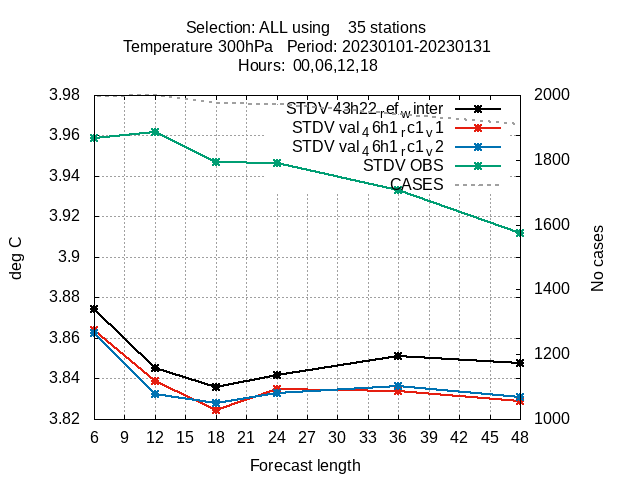 Selection: ALL using    35 stations
Temperature 300hPa   Period: 20230101-20230131
Hours:  00,06,12,18
3.98
3.96
3.94
3.92
3.9
3.88
3.86
3.84
3.82
deg C
STDV 43h22refwinter
STDV val46h1rc1v1
STDV val46h1rc1v2
STDV OBS
CASES
2000
1800
1600
1400
1200
1000
No cases
6 9 12 15 18 21 24 27 30 33 36 39 42 45 48
Forecast length